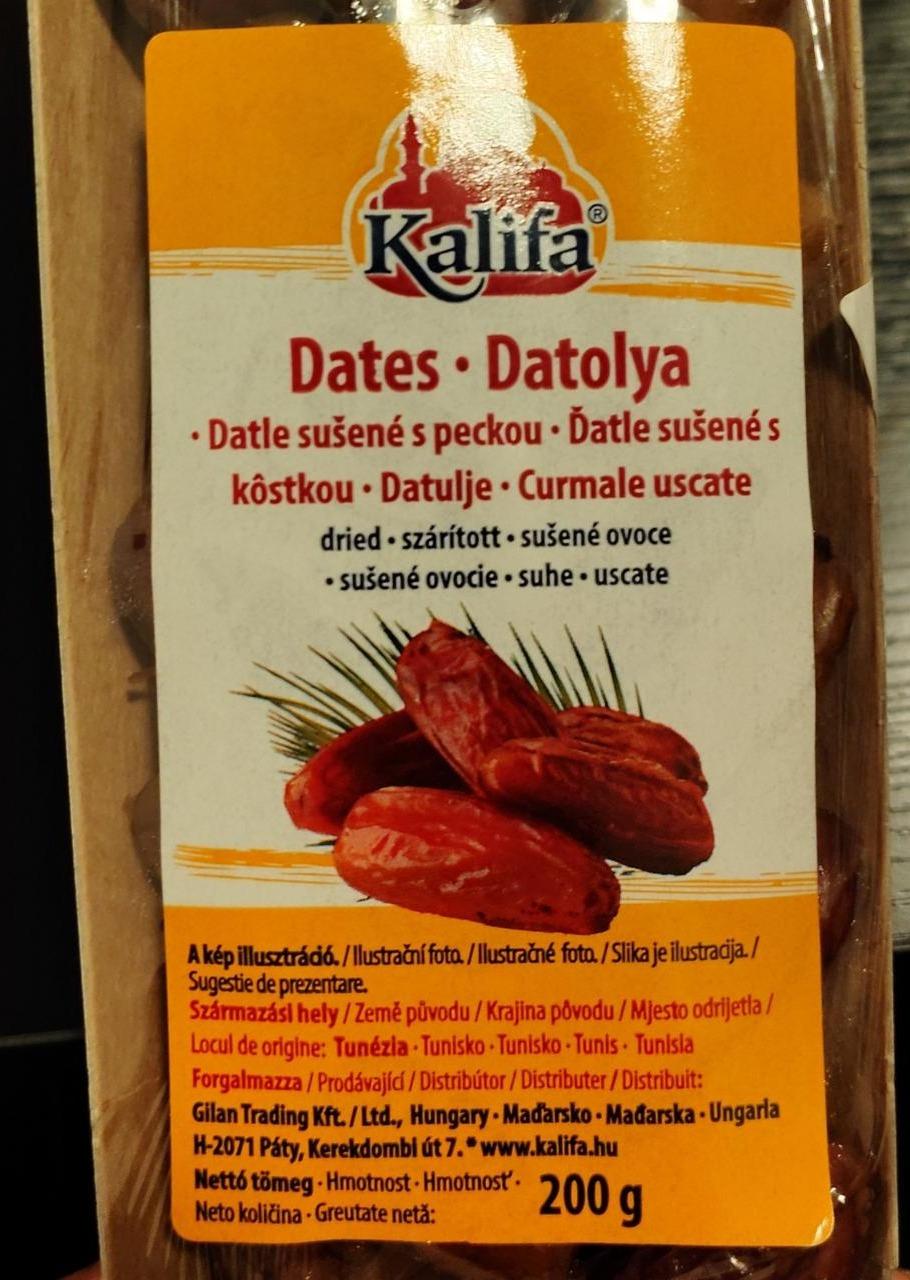 Kalifa®
Dates • Datolya
• Datle sušené s peckou • Ďatle sušené s
kôstkou • Datulje • Curmale uscate
dried • szárított • sušené ovoce
• sušené ovocie • suhe • uscate
A kép illusztráció. / Ilustrační foto. / Ilustračné foto. / Slika je ilustracija. /
Sugestie de prezentare.
Származási hely / Země původu / Krajina pôvodu / Mjesto odrijetla /
Locul de origine: Tunézia • Tunisko • Tunisko • Tunis • Tunisia
Forgalmazza / Prodávající / Distribútor / Distributer / Distribuit:
Gilan Trading Kft. / Ltd., Hungary • Maďarsko • Mađarska • Ungaria
H-2071 Páty, Kerekdombi út 7. • www.kalifa.hu
Nettó tömeg • Hmotnost • Hmotnosť •
Neto količina • Greutate netă:
200 g